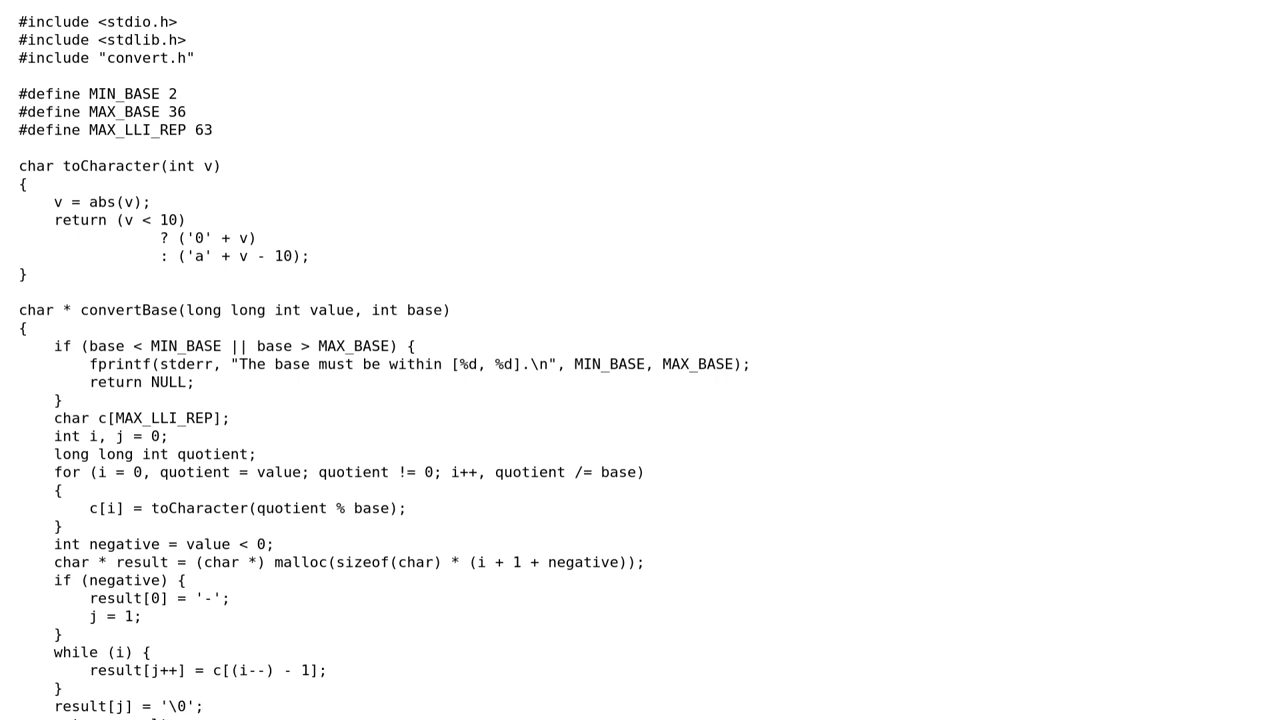 #include <stdio.h>
#include <stdlib.h>
#include "convert.h"

#define MIN_BASE 2
#define MAX_BASE 36
#define MAX_LLI_REP 63

char toCharacter(int v)
{
    v = abs(v);
    return (v < 10)
                ? ('0' + v)
                : ('a' + v - 10);
}

char * convertBase(long long int value, int base)
{
    if (base < MIN_BASE || base > MAX_BASE) {
        fprintf(stderr, "The base must be within [%d, %d].\n", MIN_BASE, MAX_BASE);
        return NULL;
    }
    char c[MAX_LLI_REP];
    int i, j = 0;
    long long int quotient;
    for (i = 0, quotient = value; quotient != 0; i++, quotient /= base)
    {
        c[i] = toCharacter(quotient % base);
    }
    int negative = value < 0;
    char * result = (char *) malloc(sizeof(char) * (i + 1 + negative));
    if (negative) {
        result[0] = '-';
        j = 1;
    }
    while (i) {
        result[j++] = c[(i--) - 1];
    }
    result[j] = '\0';